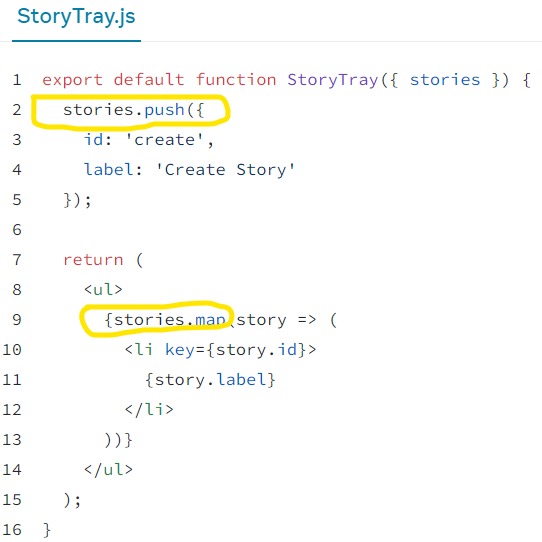 StoryTray.js
1 export default function StoryTray({ stories }) {
2   stories.push({
3     id: 'create',
4     label: 'Create Story'
5   });
6
7   return (
8     <ul>
9       {stories.map(story => (
10         <li key={story.id}>
11           {story.label}
12         </li>
13       ))}
14     </ul>
15   );
16 }